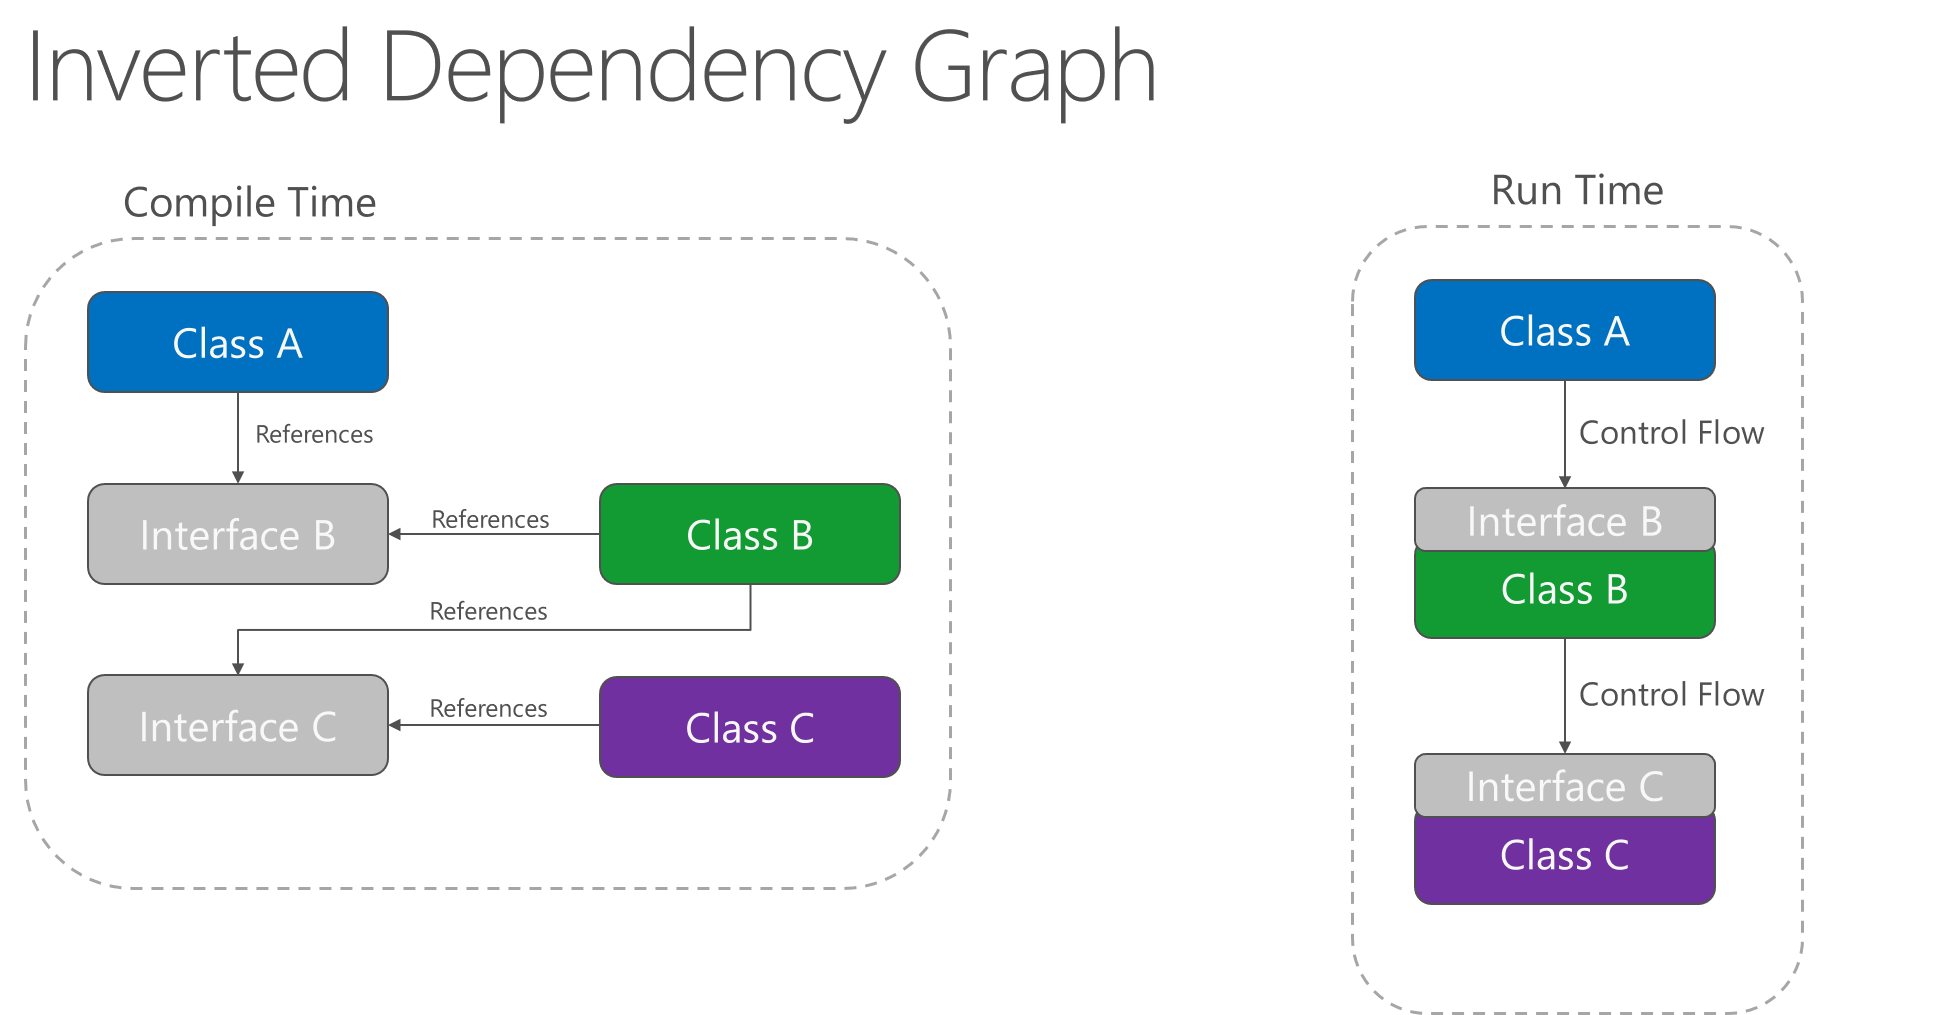 Inverted Dependency Graph
Compile Time
Class A
References
Interface B
References
Class B
References
Interface C
References
Class C
Run Time
Class A
Control Flow
Interface B
Class B
Control Flow
Interface C
Class C